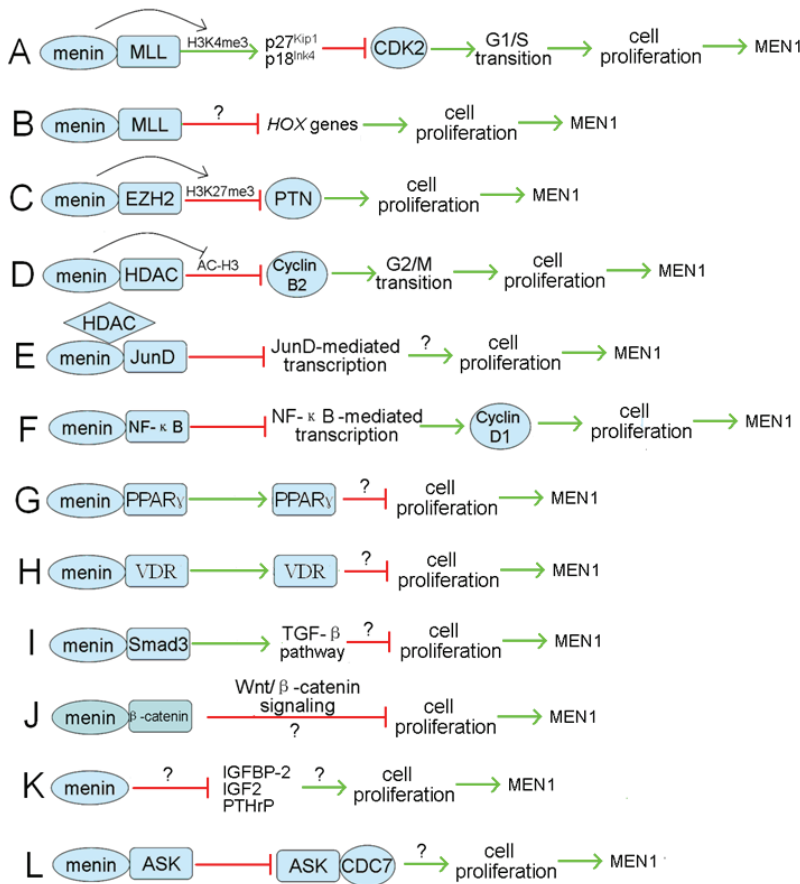 A menin MLL H3K4me3 p27Kip1 p18Ink4 CDK2 G1/S transition cell proliferation MEN1
B menin MLL ? HOX genes cell proliferation MEN1
C menin EZH2 H3K27me3 PTN cell proliferation MEN1
D menin HDAC AC-H3 Cyclin B2 G2/M transition cell proliferation MEN1
HDAC
E menin JunD JunD-mediated transcription ? cell proliferation MEN1
F menin NF-κB NF-κB-mediated transcription Cyclin D1 cell proliferation MEN1
G menin PPARγ PPARγ ? cell proliferation MEN1
H menin VDR VDR ? cell proliferation MEN1
I menin Smad3 TGF-β pathway ? cell proliferation MEN1
J menin β-catenin Wnt/β-catenin signaling ? cell proliferation MEN1
K menin ? IGFBP-2 IGF2 PTHrP ? cell proliferation MEN1
L menin ASK ASK CDC7 ? cell proliferation MEN1